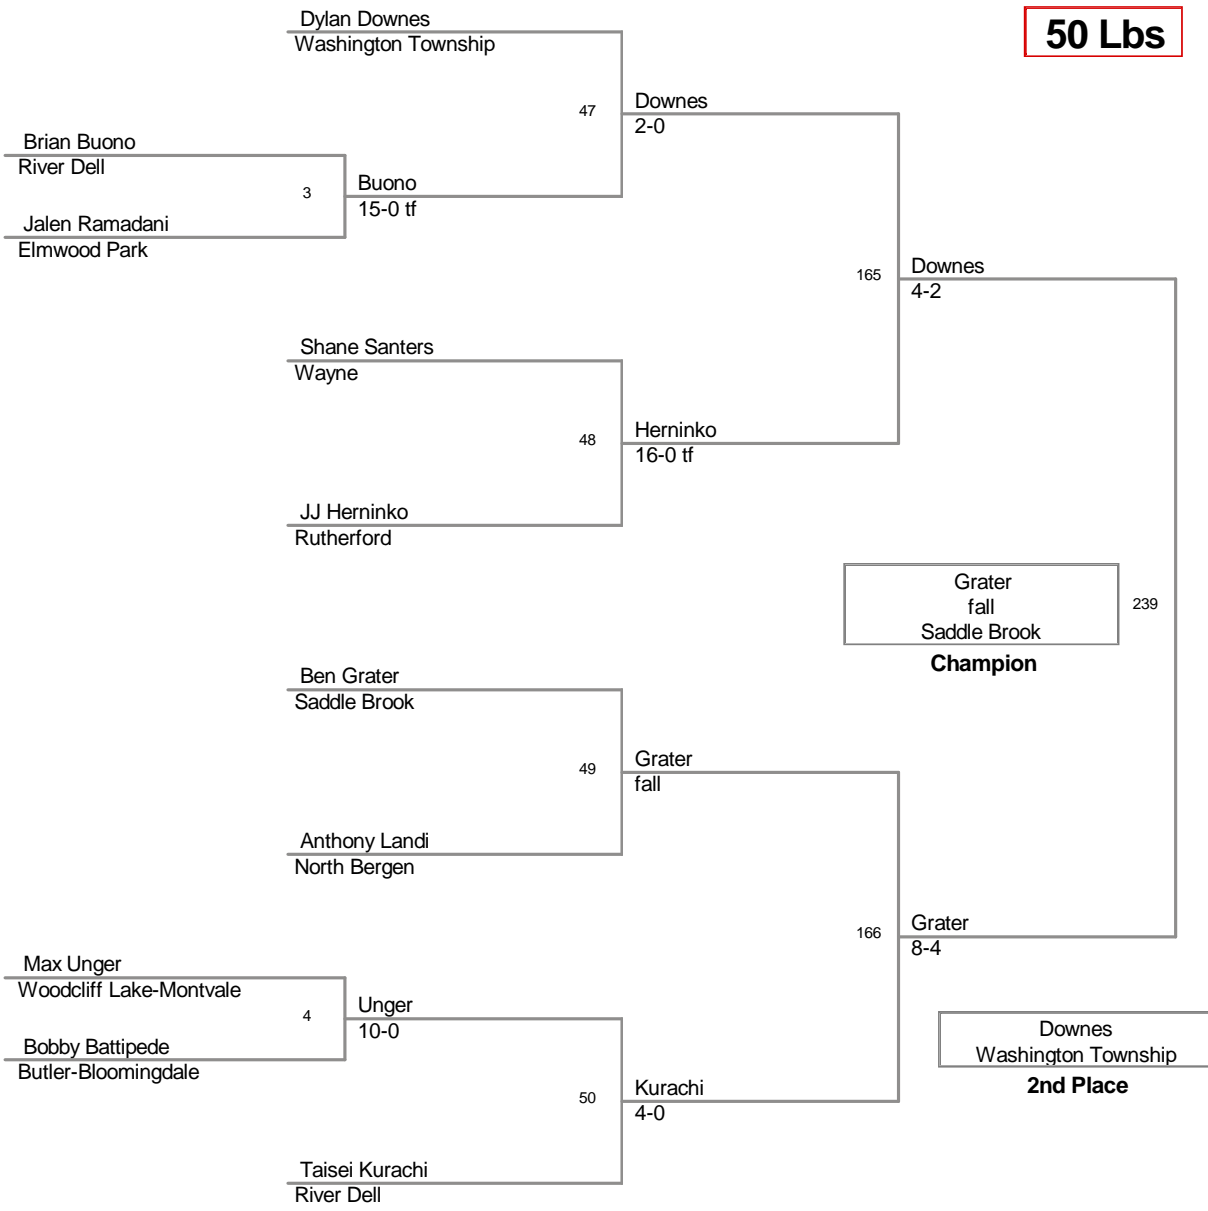 Dylan Downes
Washington Township
50 Lbs
47
Downes
2-0
Brian Buono
River Dell
3
Buono
15-0 tf
Jalen Ramadani
Elmwood Park
165
Downes
4-2
Shane Santers
Wayne
48
Herninko
16-0 tf
JJ Herninko
Rutherford
Grater
fall
Saddle Brook
239
Champion
Ben Grater
Saddle Brook
49
Grater
fall
Anthony Landi
North Bergen
166
Grater
8-4
Max Unger
Woodcliff Lake-Montvale
4
Unger
10-0
Bobby Battipede
Butler-Bloomingdale
Downes
Washington Township
2nd Place
50
Kurachi
4-0
Taisei Kurachi
River Dell